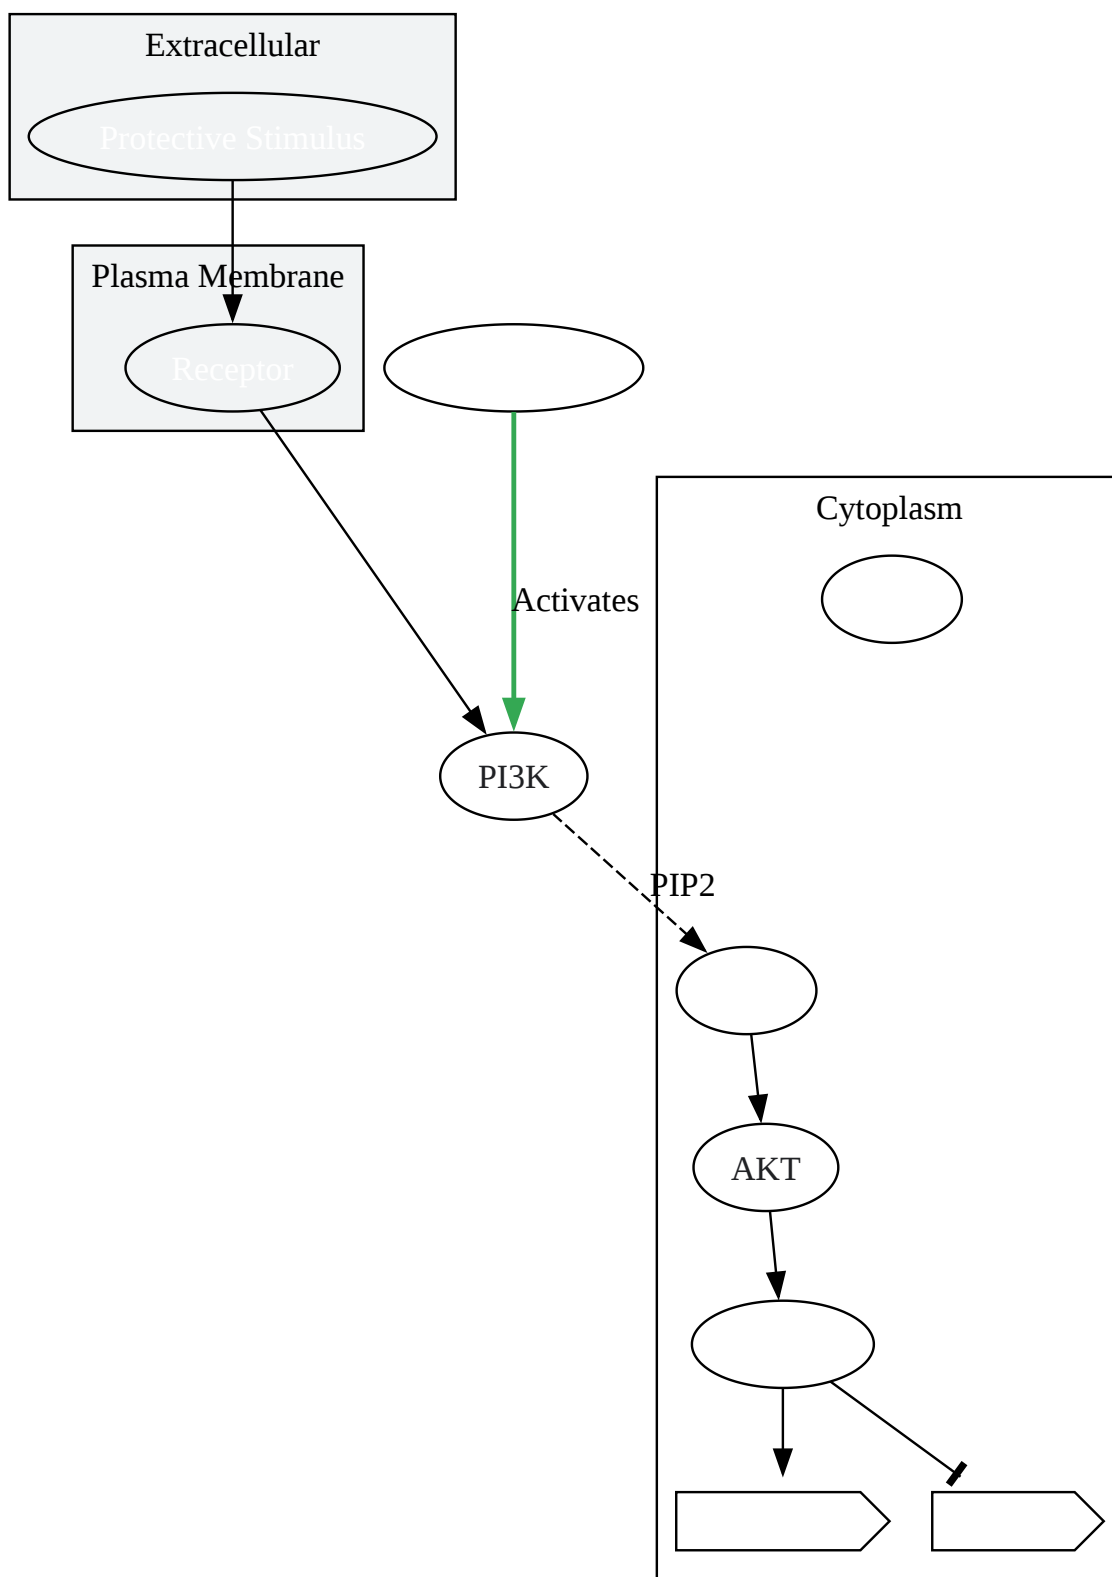 Extracellular
Protective Stimulus
Plasma Membrane
Receptor
Cytoplasm
Activates
PI3K
PIP2
AKT